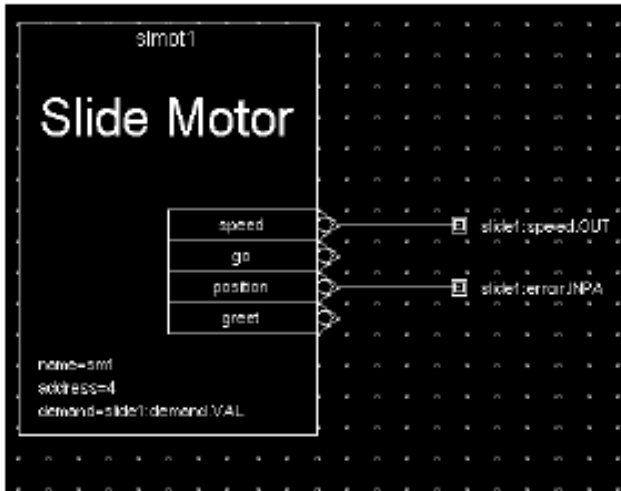 slmot1
Slide Motor
speed
slide1:speed.OUT
go
position
slide1:error.INPA
greet
name=sm1
address=4
demand=slide1:demand.VAL